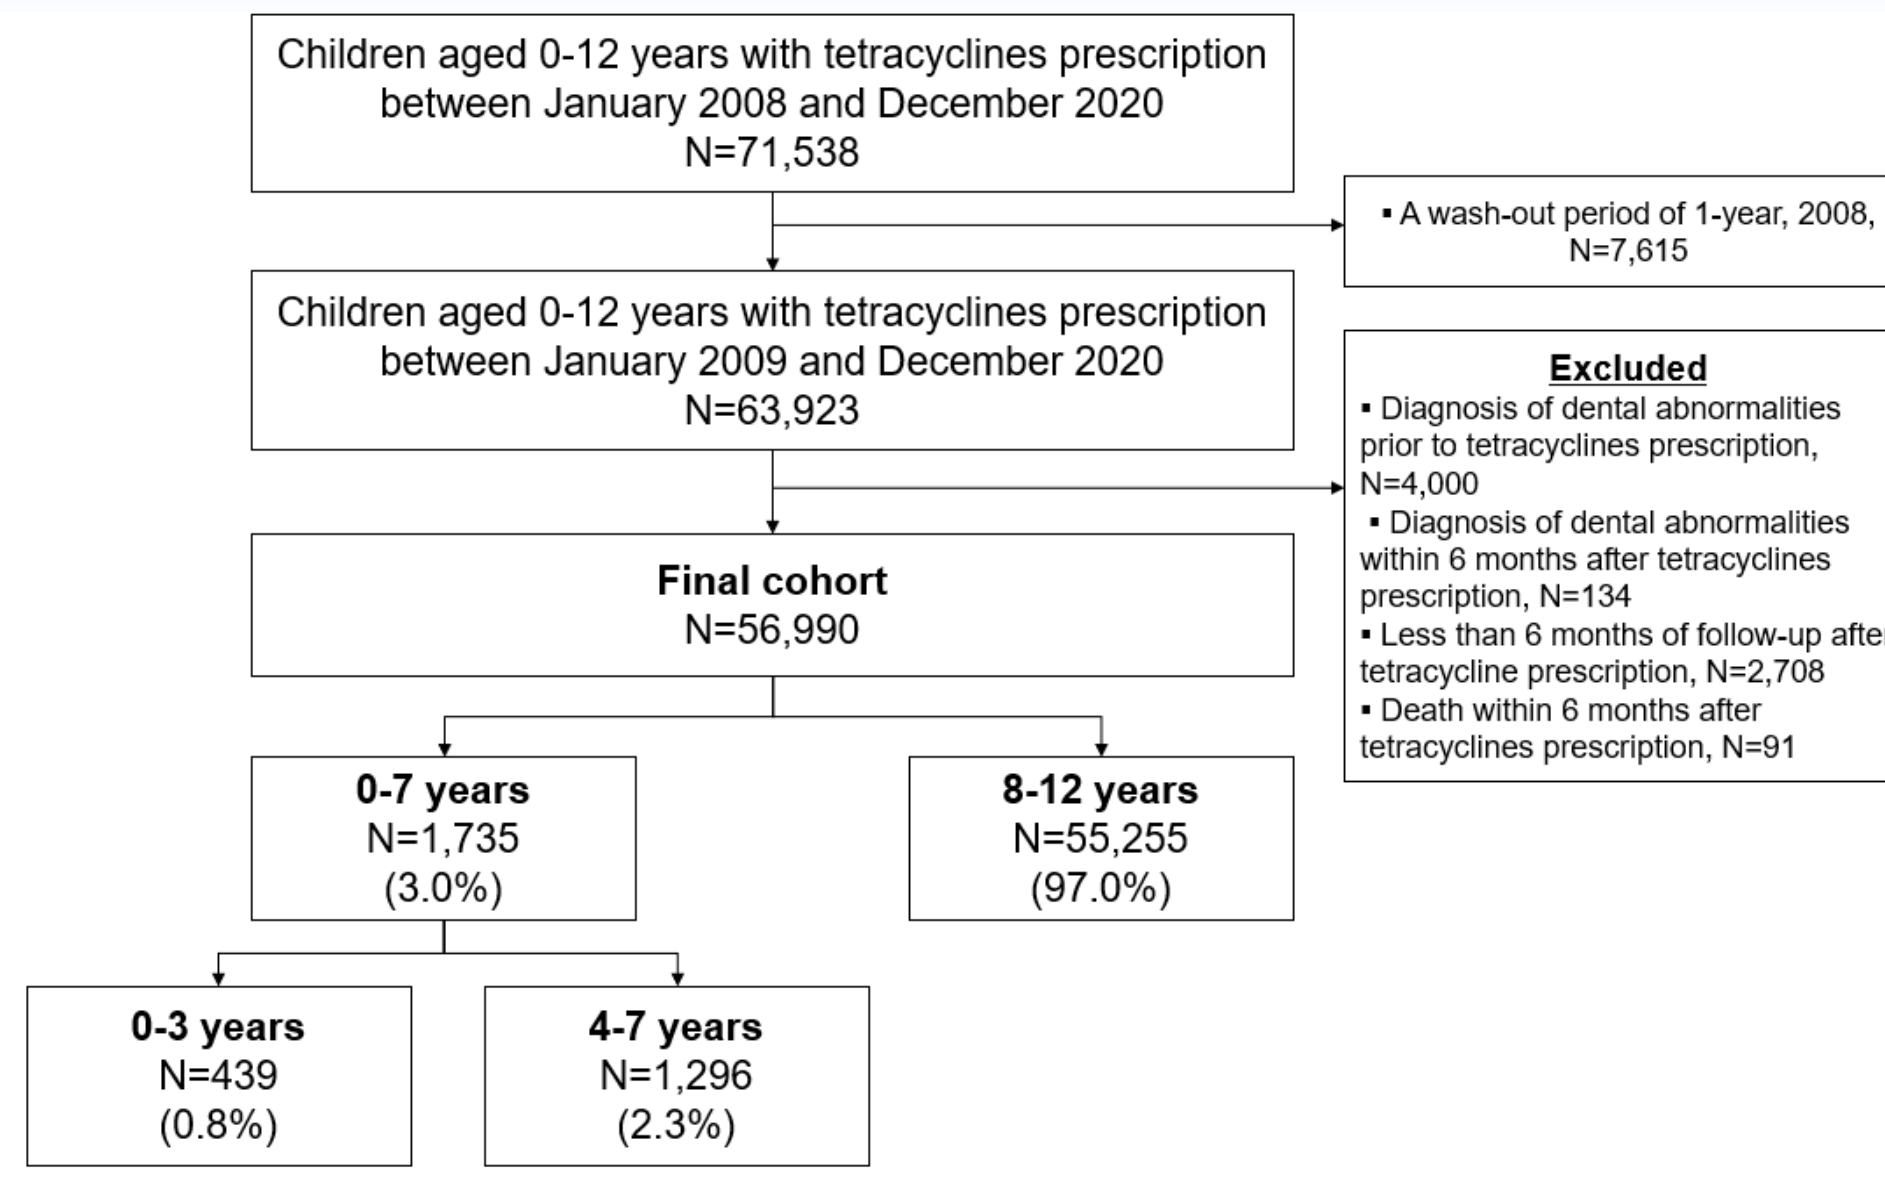 Children aged 0-12 years with tetracyclines prescription
between January 2008 and December 2020
N=71,538
▪ A wash-out period of 1-year, 2008,
N=7,615
Children aged 0-12 years with tetracyclines prescription
between January 2009 and December 2020
N=63,923
Excluded
▪ Diagnosis of dental abnormalities
prior to tetracyclines prescription,
N=4,000
▪ Diagnosis of dental abnormalities
within 6 months after tetracyclines
prescription, N=134
▪ Less than 6 months of follow-up after
tetracycline prescription, N=2,708
▪ Death within 6 months after
tetracyclines prescription, N=91
Final cohort
N=56,990
0-7 years
N=1,735
(3.0%)
8-12 years
N=55,255
(97.0%)
0-3 years
N=439
(0.8%)
4-7 years
N=1,296
(2.3%)